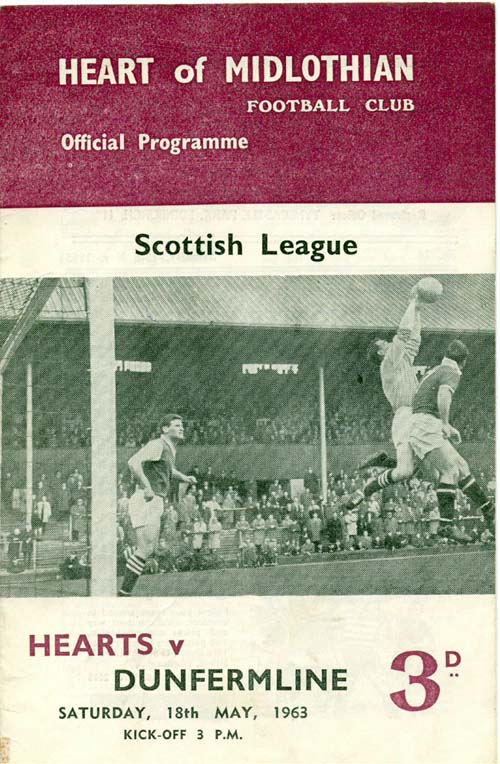 HEART of MIDLOTHIAN
FOOTBALL CLUB
Official Programme
Scottish League
HEARTS v
DUNFERMLINE
3D
SATURDAY, 18th MAY, 1963
KICK-OFF 3 P.M.